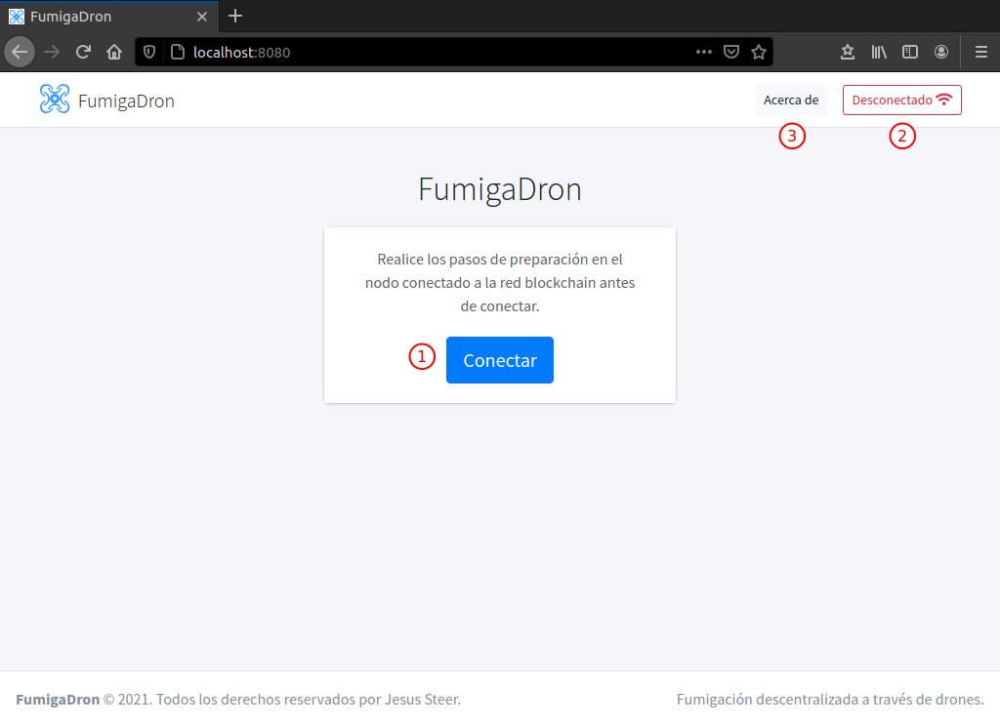 FumigaDron
localhost:8080
FumigaDron
Acerca de
Desconectado
3
2
FumigaDron
Realice los pasos de preparación en el
nodo conectado a la red blockchain antes
de conectar.
1
Conectar
FumigaDron © 2021. Todos los derechos reservados por Jesus Steer.
Fumigación descentralizada a través de drones.